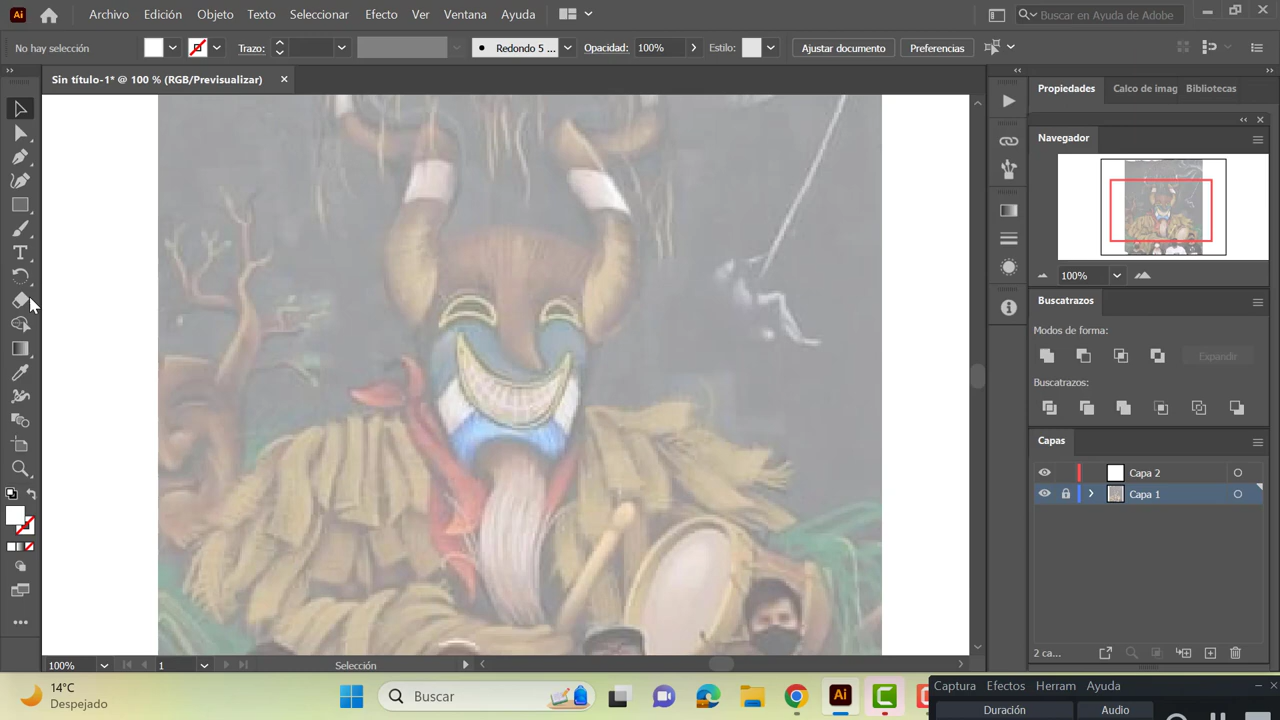 Ai Archivo Edición Objeto Texto Seleccionar Efecto Ver Ventana Ayuda Buscar en Ayuda de Adobe
No hay selección Trazo: Redondo 5 ... Opacidad: 100% Estilo: Ajustar documento Preferencias
Sin título-1* @ 100 % (RGB/Previsualizar)
Propiedades Calco de imag Bibliotecas
Navegador
100%
Buscatrazos
Modos de forma:
Expandir
Buscatrazos:
Capas
Capa 2
Capa 1
2 ca...
100% 1 Selección
14°C
Despejado
Buscar
Ai
Captura Efectos Herram Ayuda
Duración Audio